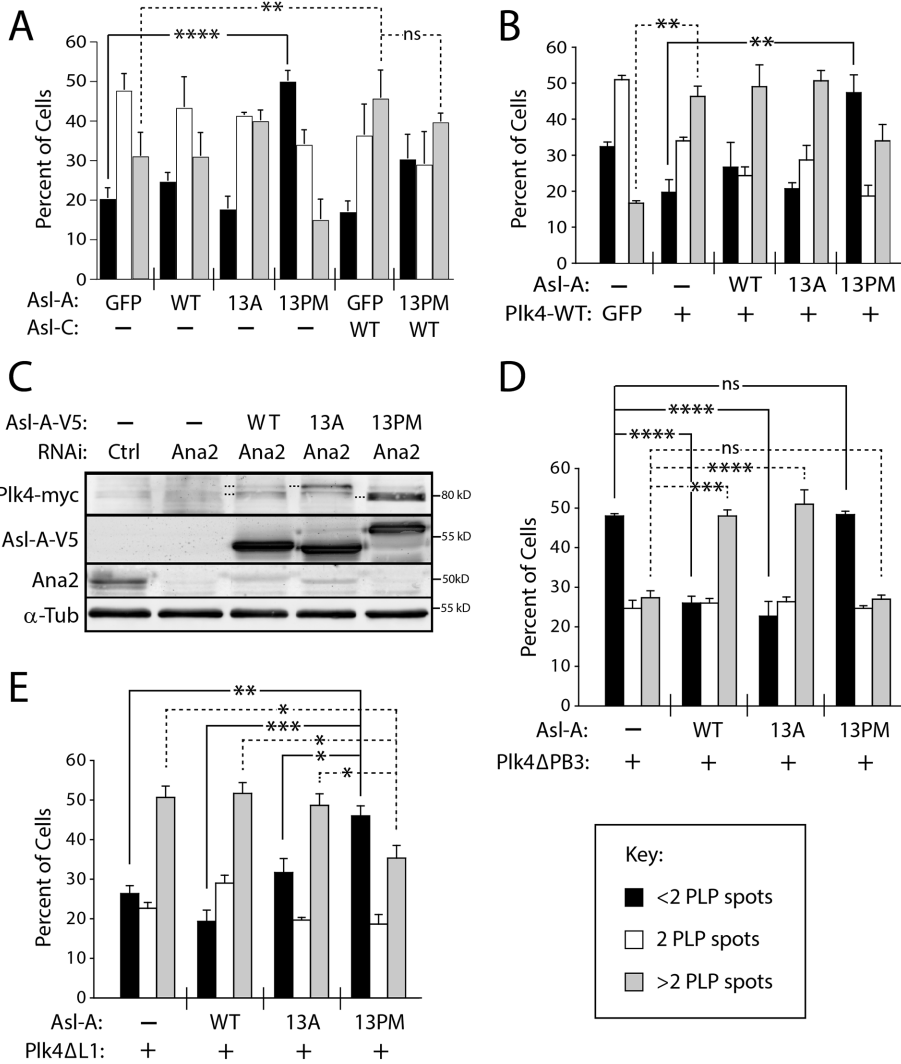 A
**
****
ns
60
50
40
30
20
10
0
Percent of Cells
Asl-A: GFP WT 13A 13PM GFP 13PM
Asl-C: – – – – WT WT
B
**
**
60
50
40
30
20
10
0
Percent of Cells
Asl-A: – – WT 13A 13PM
Plk4-WT: GFP + + + +
C
Asl-A-V5: – – WT 13A 13PM
RNAi: Ctrl Ana2 Ana2 Ana2 Ana2
Plk4-myc
80 kD
Asl-A-V5
55 kD
Ana2
50kD
α-Tub
55 kD
D
ns
****
****
ns
****
***
60
50
40
30
20
10
0
Percent of Cells
Asl-A: – WT 13A 13PM
Plk4ΔPB3: + + + +
E
**
*
***
*
*
*
60
50
40
30
20
10
0
Percent of Cells
Asl-A: – WT 13A 13PM
Plk4ΔL1: + + + +
Key:
<2 PLP spots
2 PLP spots
>2 PLP spots